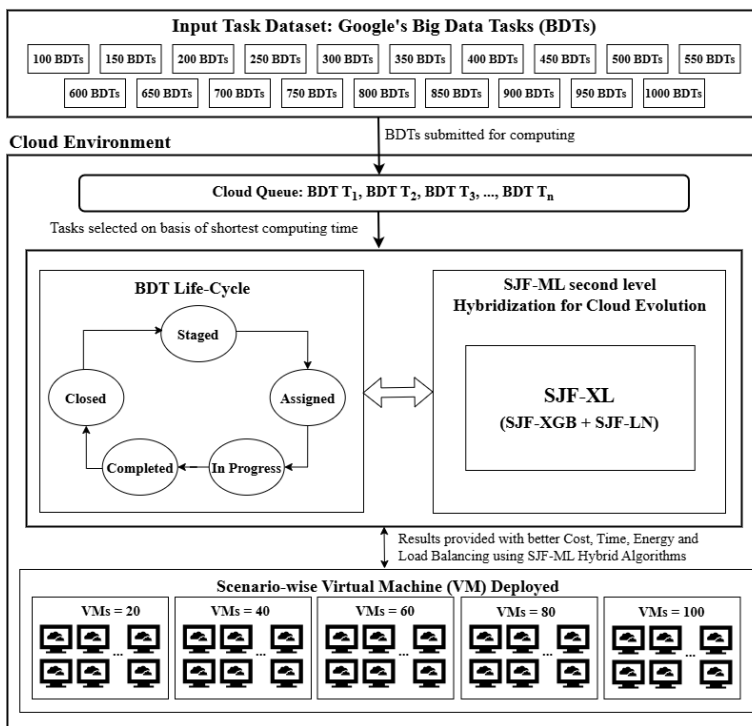 Input Task Dataset: Google's Big Data Tasks (BDTs)
100 BDTs 150 BDTs 200 BDTs 250 BDTs 300 BDTs 350 BDTs 400 BDTs 450 BDTs 500 BDTs 550 BDTs
600 BDTs 650 BDTs 700 BDTs 750 BDTs 800 BDTs 850 BDTs 900 BDTs 950 BDTs 1000 BDTs
BDTs submitted for computing
Cloud Environment
Cloud Queue: BDT T1, BDT T2, BDT T3, ..., BDT Tn
Tasks selected on basis of shortest computing time
BDT Life-Cycle
Staged
Assigned
In Progress
Completed
Closed
SJF-ML second level
Hybridization for Cloud Evolution
SJF-XL
(SJF-XGB + SJF-LN)
Results provided with better Cost, Time, Energy and
Load Balancing using SJF-ML Hybrid Algorithms
Scenario-wise Virtual Machine (VM) Deployed
VMs = 20 VMs = 40 VMs = 60 VMs = 80 VMs = 100
... ... ... ... ...